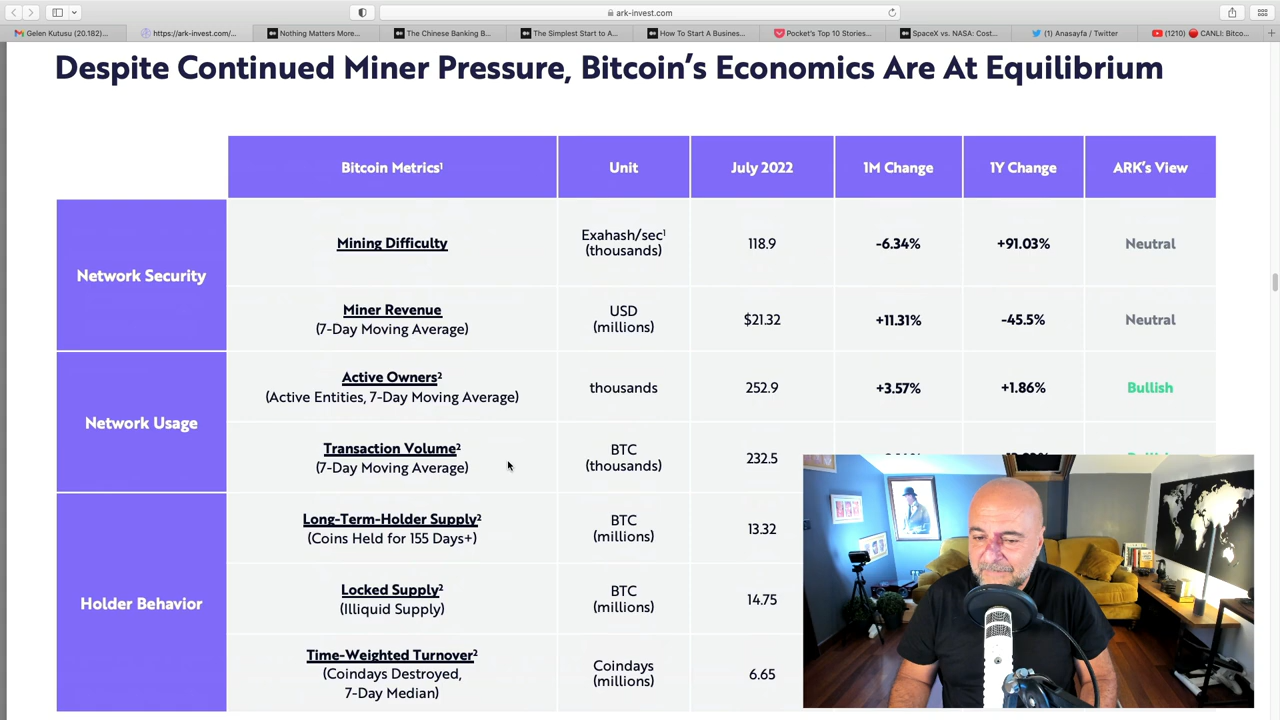 ark-invest.com
Gelen Kutusu (20.182)...
https://ark-invest.com/...
Nothing Matters More...
The Chinese Banking B...
The Simplest Start to A...
How To Start A Busines...
Pocket's Top 10 Stories...
SpaceX vs. NASA: Cost...
(1) Anasayfa / Twitter
(1210) 🔴 CANLI: Bitco...
Despite Continued Miner Pressure, Bitcoin's Economics Are At Equilibrium
Bitcoin Metrics¹ Unit July 2022 1M Change 1Y Change ARK's View
Network Security
Mining Difficulty
Exahash/sec¹
(thousands)
118.9 -6.34% +91.03% Neutral
Miner Revenue
(7-Day Moving Average)
USD
(millions)
$21.32 +11.31% -45.5% Neutral
Network Usage
Active Owners²
(Active Entities, 7-Day Moving Average)
thousands 252.9 +3.57% +1.86% Bullish
Transaction Volume²
(7-Day Moving Average)
BTC
(thousands)
232.5
Holder Behavior
Long-Term-Holder Supply²
(Coins Held for 155 Days+)
BTC
(millions)
13.32
Locked Supply²
(Illiquid Supply)
BTC
(millions)
14.75
Time-Weighted Turnover²
(Coindays Destroyed,
7-Day Median)
Coindays
(millions)
6.65